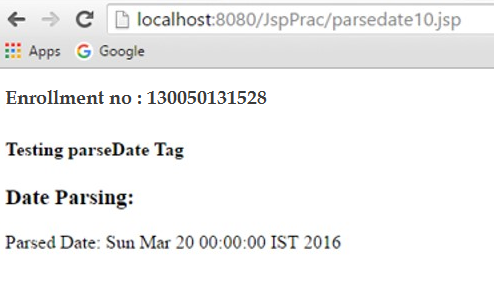 localhost:8080/JspPrac/parsedate10.jsp
Apps Google
Enrollment no : 130050131528
Testing parseDate Tag
Date Parsing:
Parsed Date: Sun Mar 20 00:00:00 IST 2016